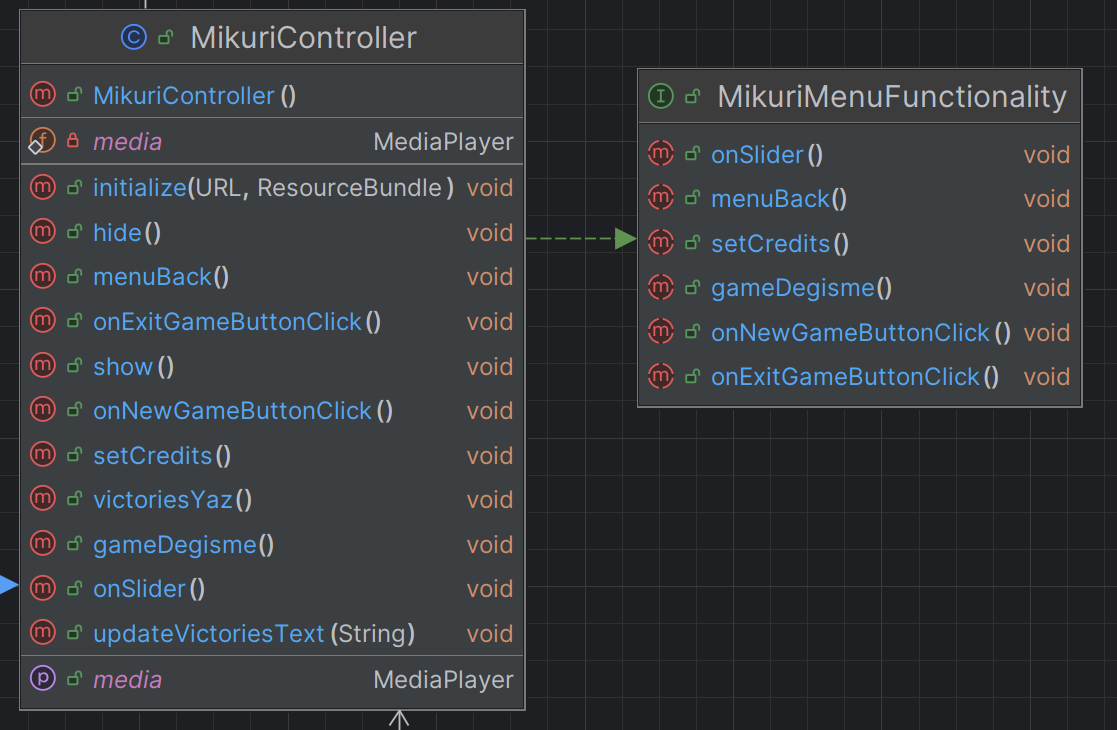 MikuriController
MikuriController()
media MediaPlayer
initialize(URL, ResourceBundle) void
hide() void
menuBack() void
onExitGameButtonClick() void
show() void
onNewGameButtonClick() void
setCredits() void
victoriesYaz() void
gameDegisme() void
onSlider() void
updateVictoriesText(String) void
media MediaPlayer
MikuriMenuFunctionality
onSlider() void
menuBack() void
setCredits() void
gameDegisme() void
onNewGameButtonClick() void
onExitGameButtonClick() void